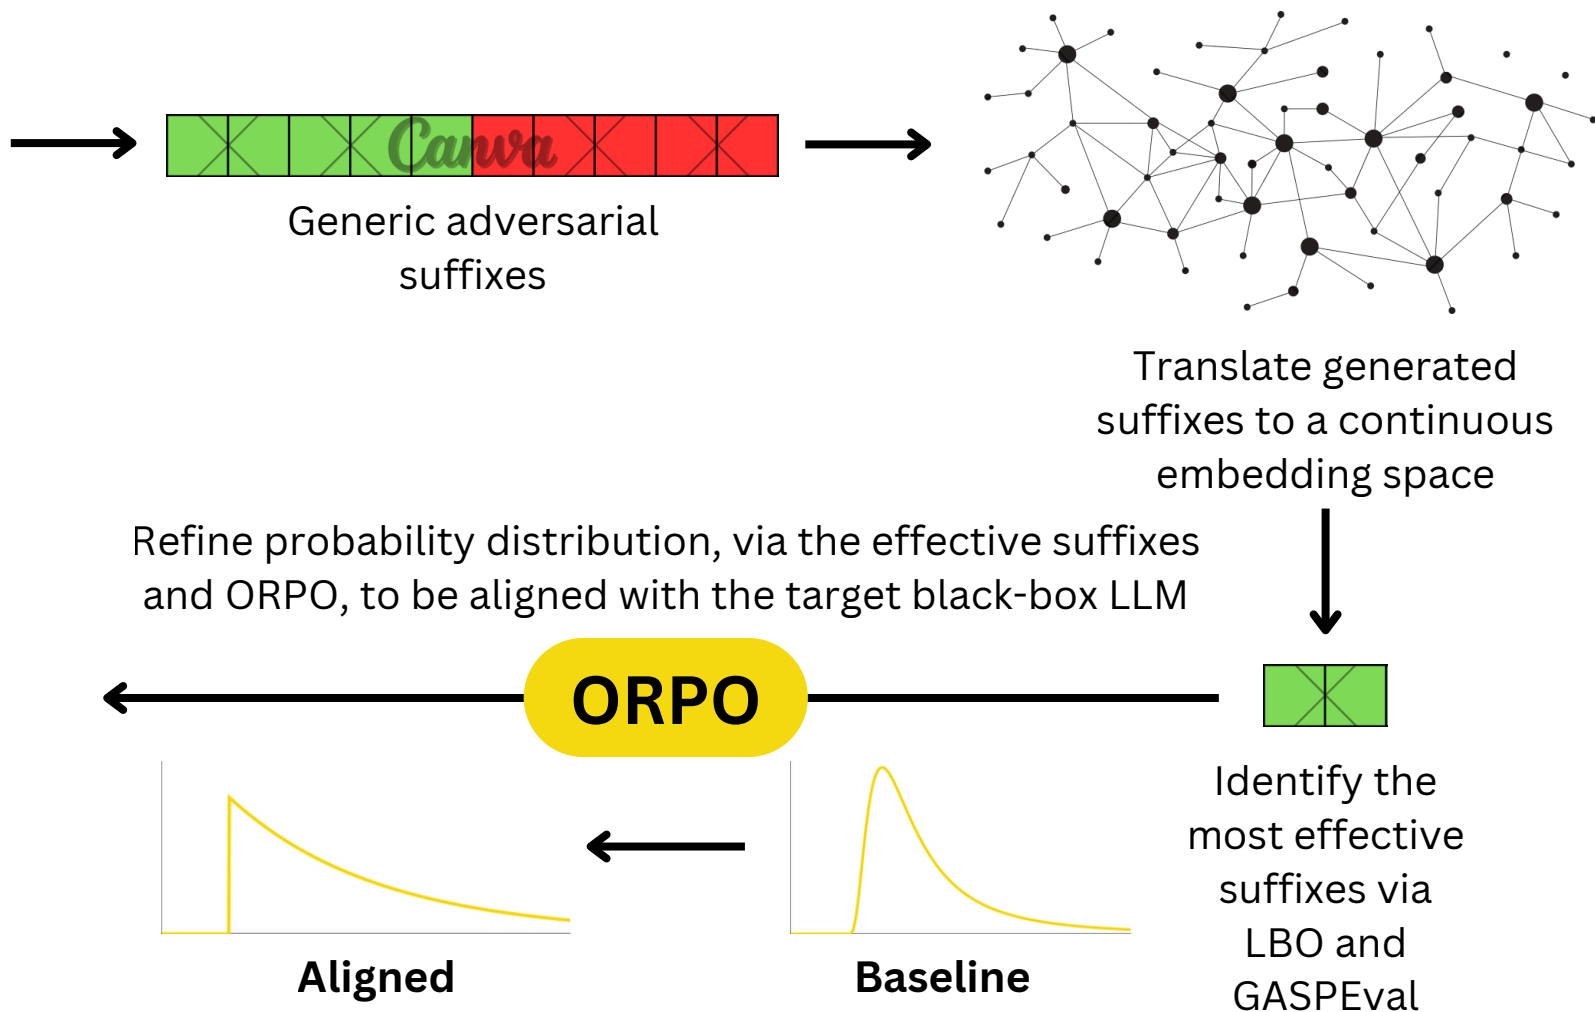 Canva
Generic adversarial
suffixes
Translate generated
suffixes to a continuous
embedding space
Refine probability distribution, via the effective suffixes
and ORPO, to be aligned with the target black-box LLM
ORPO
Identify the
most effective
suffixes via
LBO and
GASPEval
Aligned
Baseline